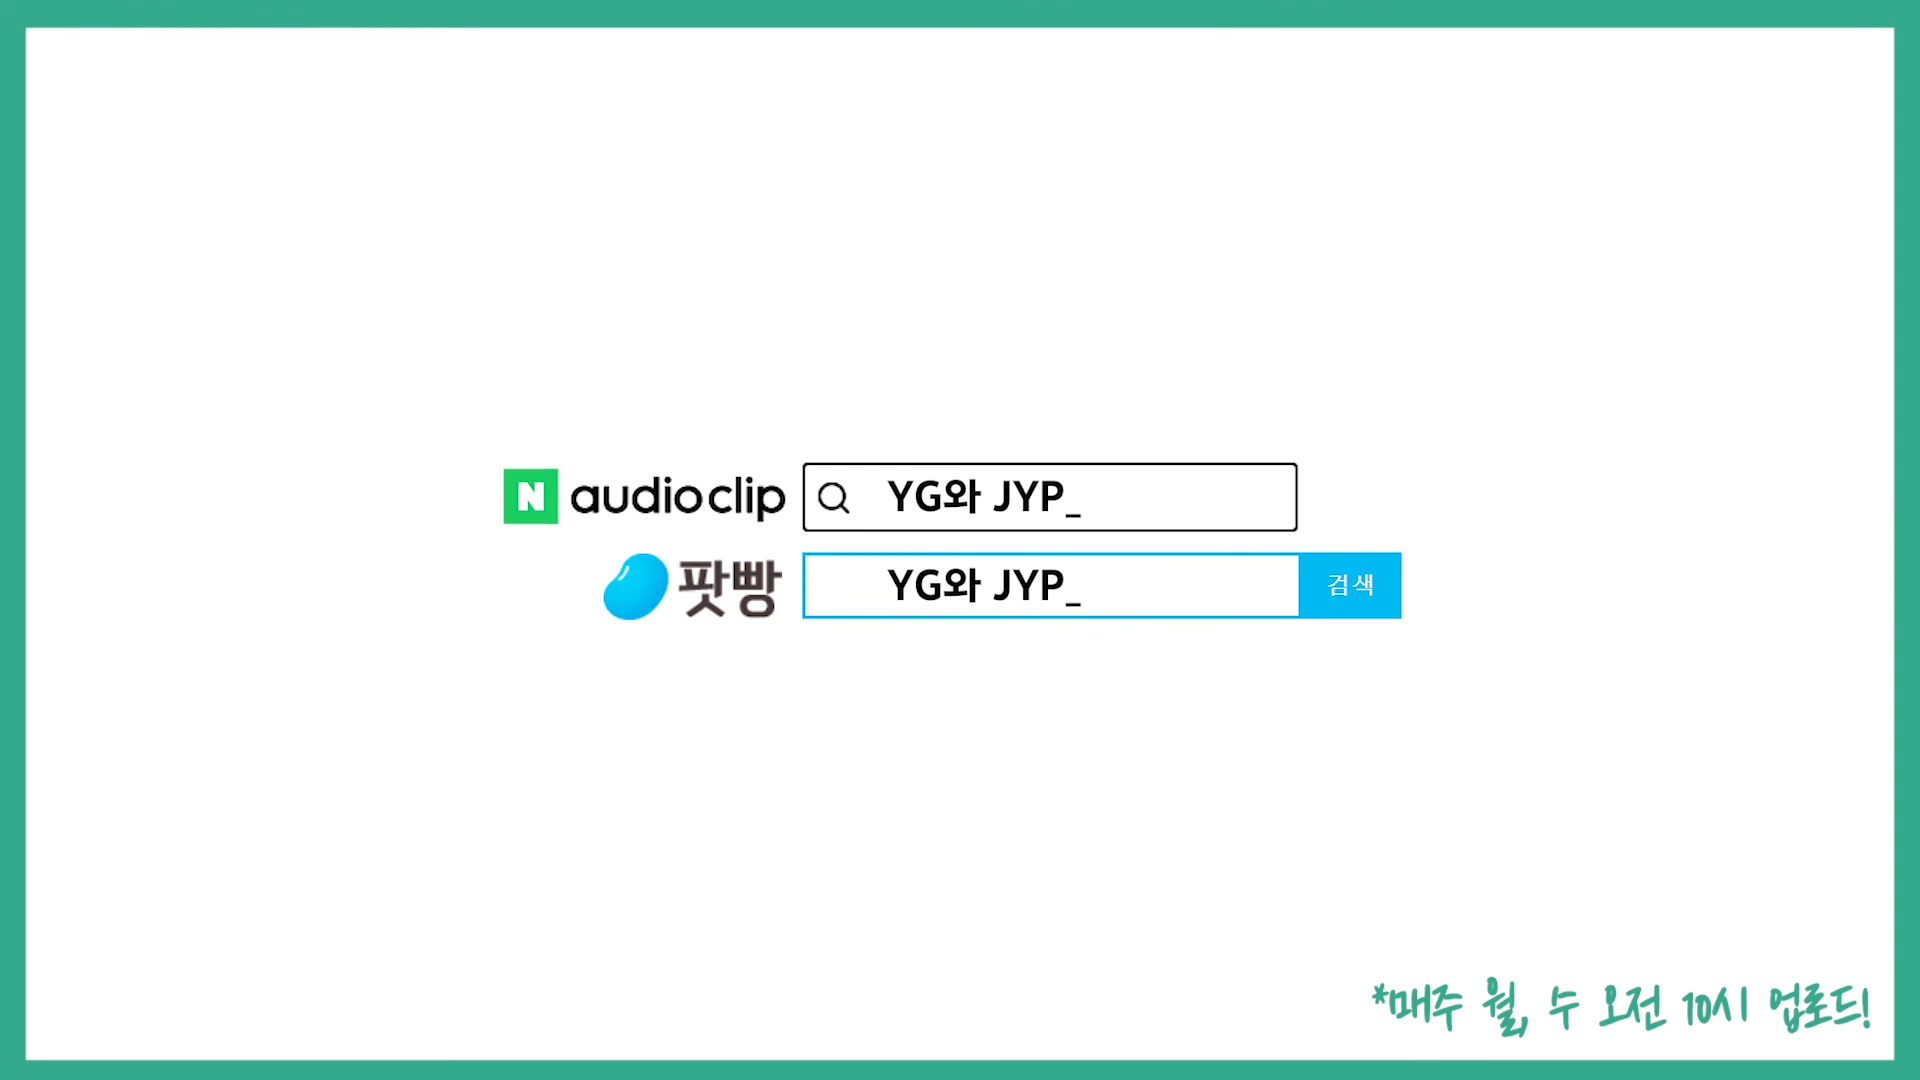 N audioclip YG와 JYP_
팟빵 YG와 JYP_ 검색
*매주 월, 수 오전 10시 업로드!